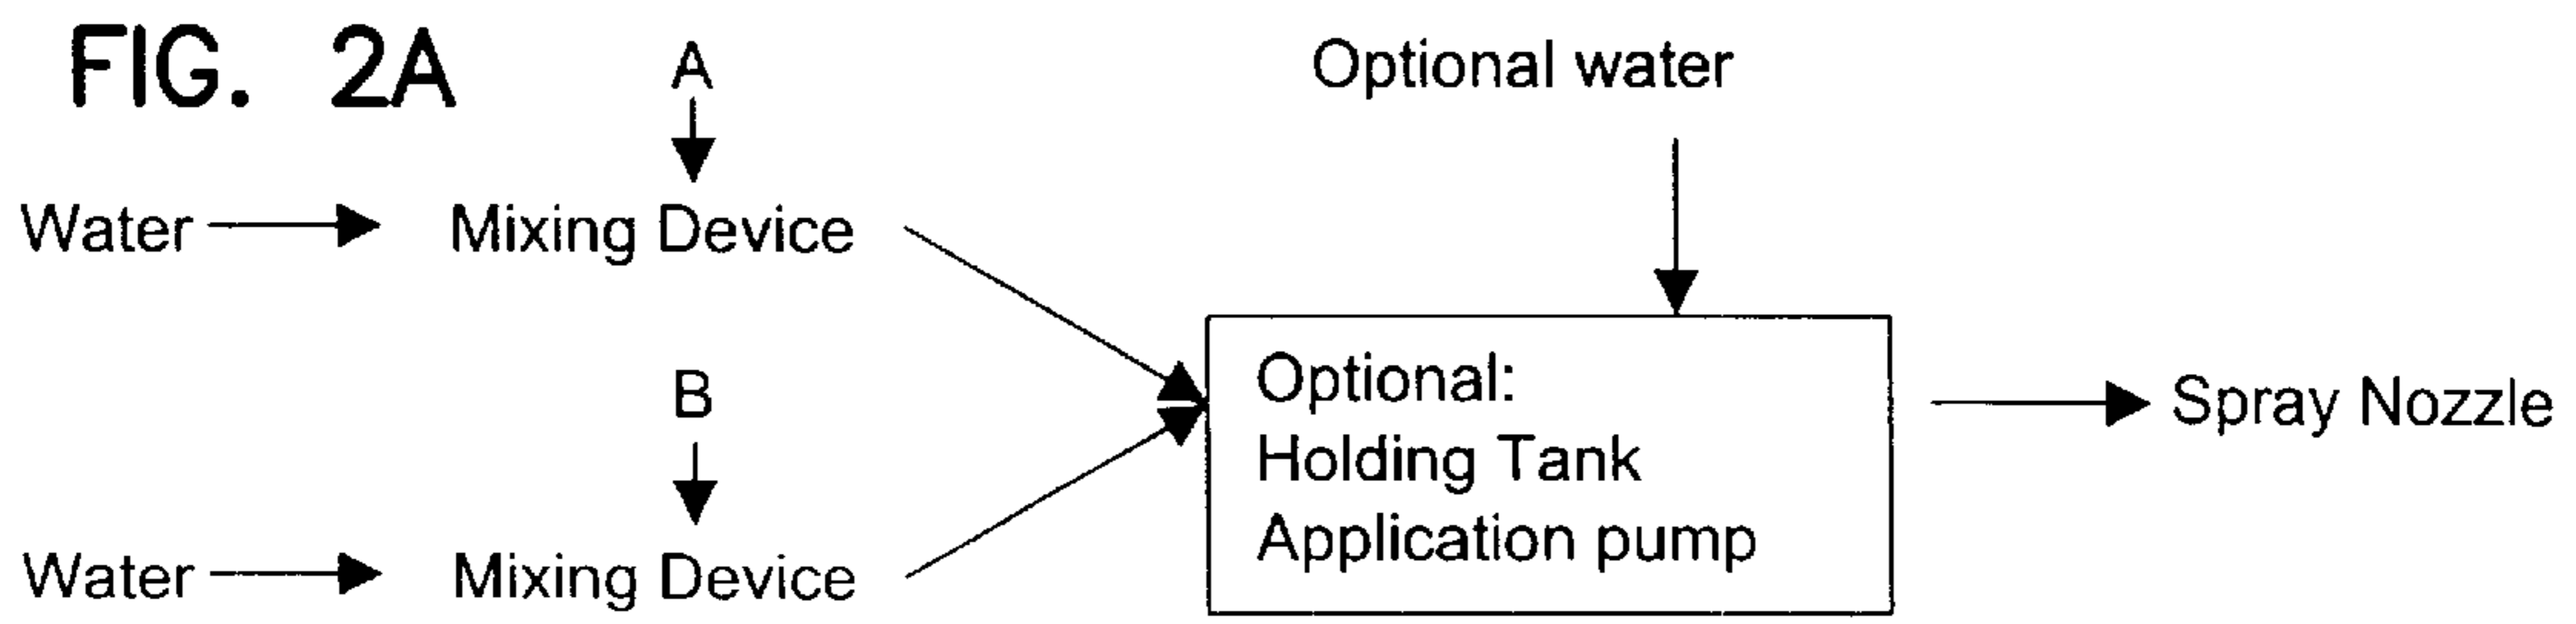 FIG. 2A
A
Optional water
Water
Mixing Device
B
Optional:
Holding Tank
Application pump
Spray Nozzle
Water
Mixing Device